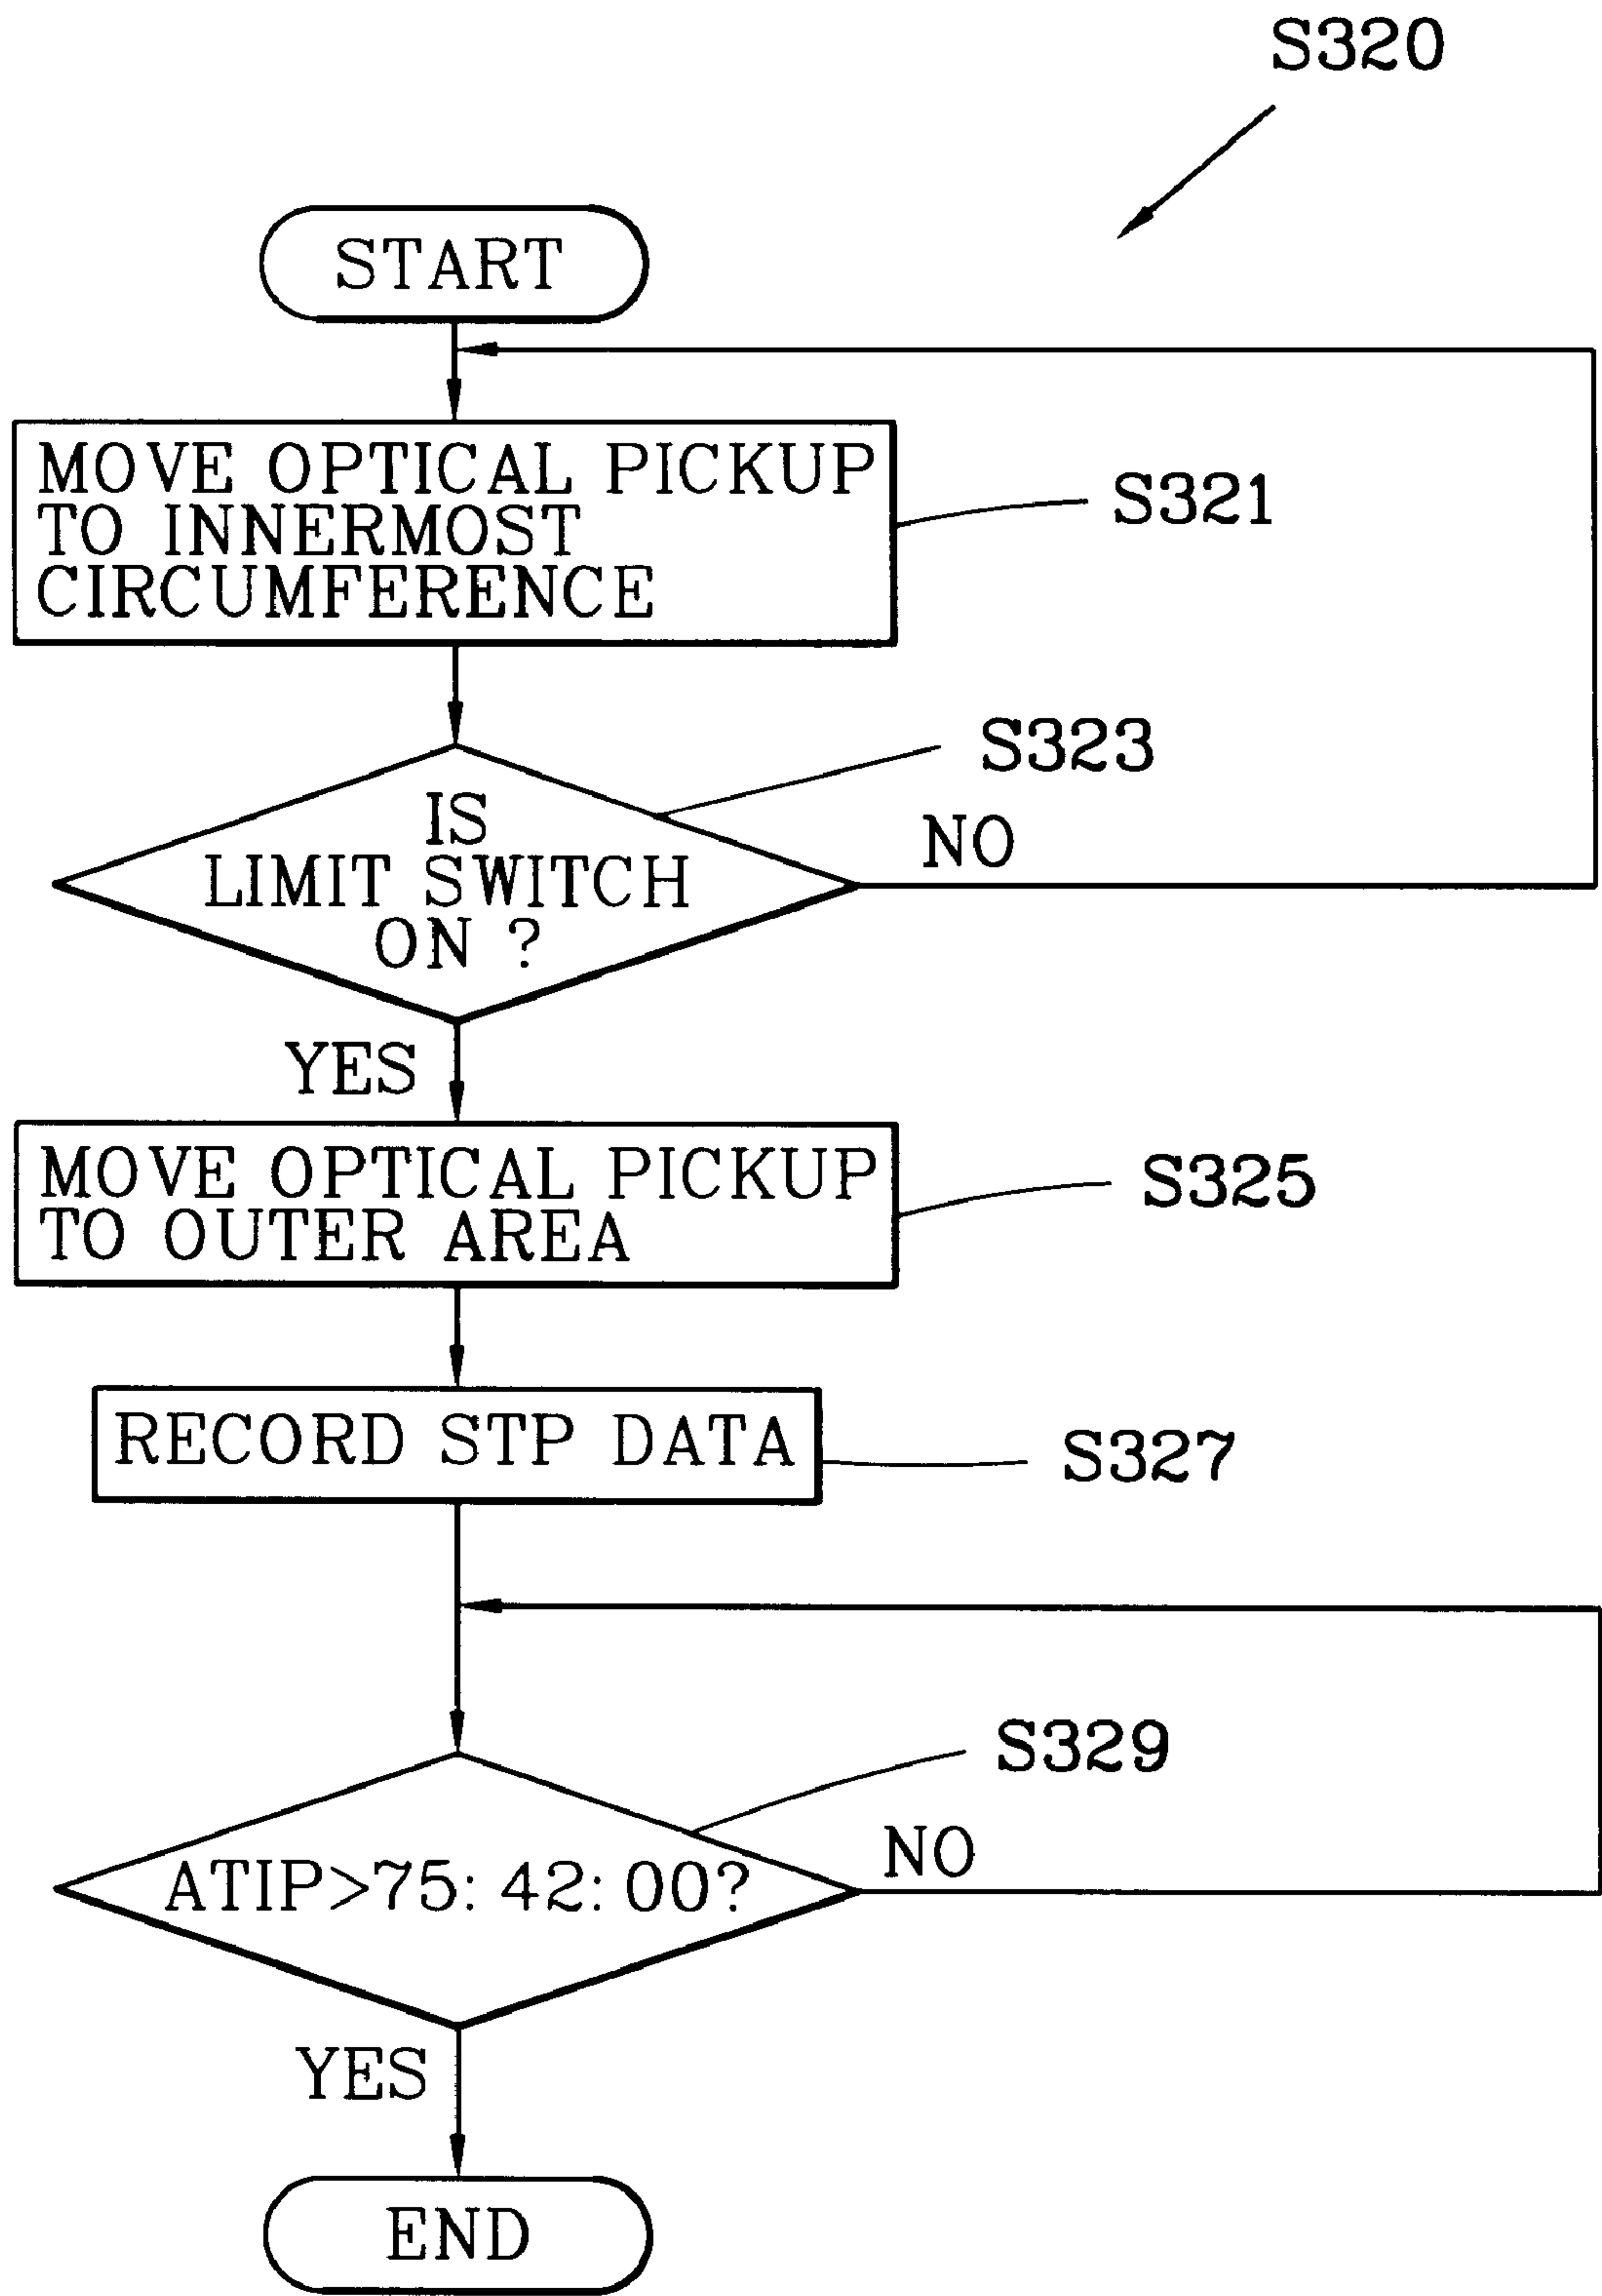 S320
START
MOVE OPTICAL PICKUP
TO INNERMOST
CIRCUMFERENCE
S321
S323
IS
LIMIT SWITCH
ON ?
NO
YES
MOVE OPTICAL PICKUP
TO OUTER AREA
S325
RECORD STP DATA
S327
S329
ATIP>75:42:00?
NO
YES
END